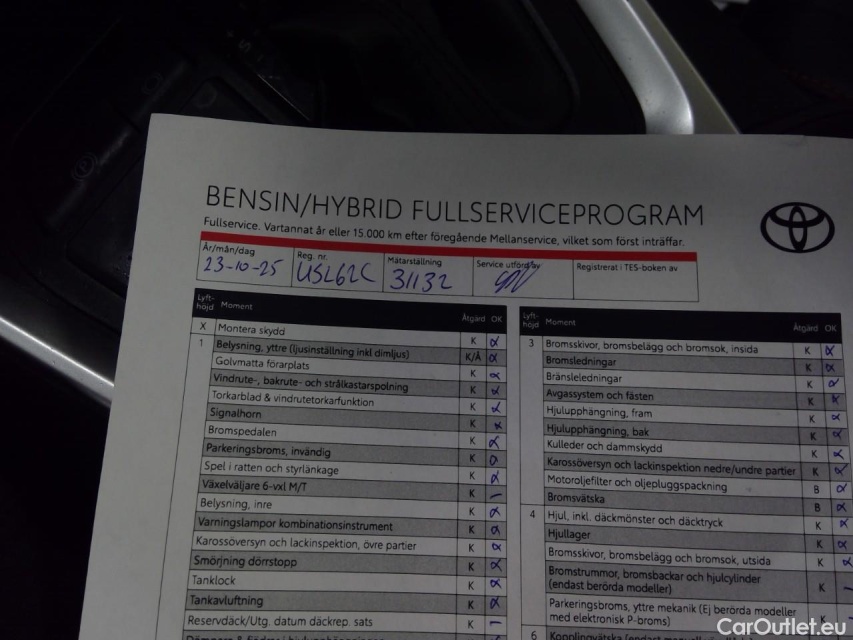 BENSIN/HYBRID FULLSERVICEPROGRAM
Fullservice. Vartannat år eller 15.000 km efter föregående Mellanservice, vilket som först inträffar.
År/mån/dag Reg. nr. Mätarställning Service utförd av Registrerat i TES-boken av
23-10-25 USL62C 31132
Lyft-höjd Moment Åtgärd OK
X Montera skydd K
1 Belysning, yttre (ljusinställning inkl dimljus) K/Å
Golvmatta förarplats K
Vindrute-, bakrute- och strålkastarspolning K
Torkarblad & vindrutetorkarfunktion K
Signalhorn K
Bromspedalen K
Parkeringsbroms, invändig K
Spel i ratten och styrlänkage K
Växelväljare 6-vxl M/T K
Belysning, inre K
Varningslampor kombinationsinstrument K
Karossöversyn och lackinspektion, övre partier K
Smörjning dörrstopp K
Tanklock K
Tankavluftning K
Reservdäck/Utg. datum däckrep. sats K
Lyft-höjd Moment Åtgärd OK
3 Bromsskivor, bromsbelägg och bromsok, insida K
Bromsledningar K
Bränsleledningar K
Avgassystem och fästen K
Hjulupphängning, fram K
Hjulupphängning, bak K
Kulleder och dammskydd K
Karossöversyn och lackinspektion nedre/undre partier K
Motoroljefilter och oljepluggspackning B
Bromsvätska B
4 Hjul, inkl. däckmönster och däcktryck K
Hjullager K
Bromsskivor, bromsbelägg och bromsok, utsida K
Bromstrummor, bromsbackar och hjulcylinder
(endast berörda modeller) K
Parkeringsbroms, yttre mekanik (Ej berörda modeller
med elektronisk P-broms) K
6 Kopplingvätska
CarOutlet.eu